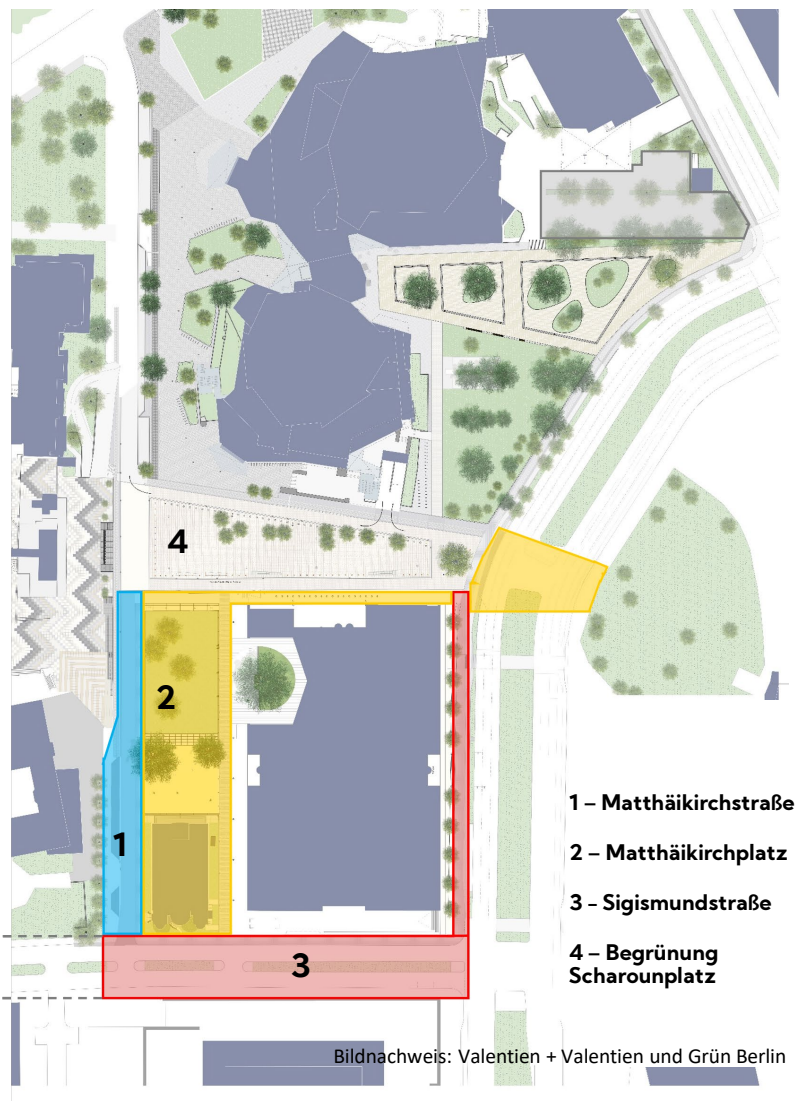 4
2
1
3
1 – Matthäikirchstraße
2 – Matthäikirchplatz
3 - Sigismundstraße
4 – Begrünung
Scharounplatz
Bildnachweis: Valentien + Valentien und Grün Berlin